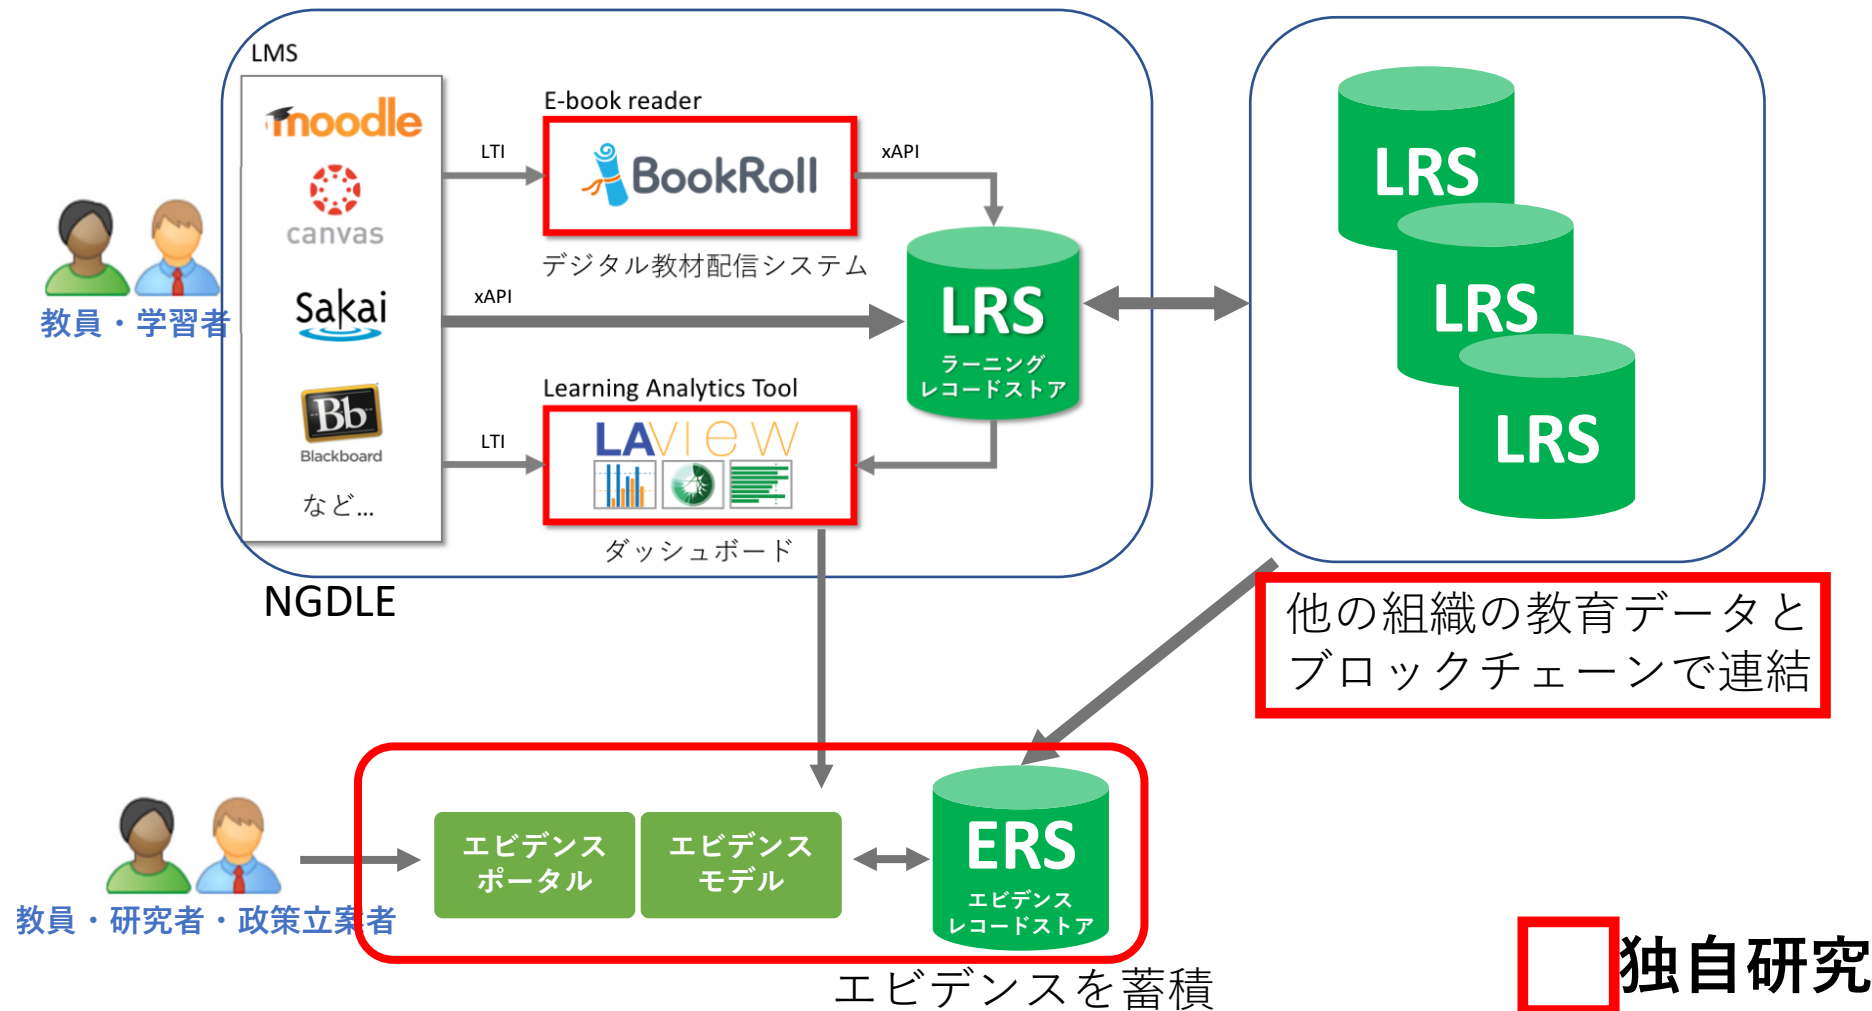 LMS
moodle
canvas
Sakai
Bb
Blackboard
など...
教員・学習者
LTI
xAPI
LTI
E-book reader
BookRoll
デジタル教材配信システム
xAPI
Learning Analytics Tool
LAVIEW
ダッシュボード
LRS
ラーニング
レコードストア
NGDLE
LRS
LRS
LRS
他の組織の教育データと
ブロックチェーンで連結
教員・研究者・政策立案者
エビデンス
ポータル
エビデンス
モデル
ERS
エビデンス
レコードストア
エビデンスを蓄積
独自研究